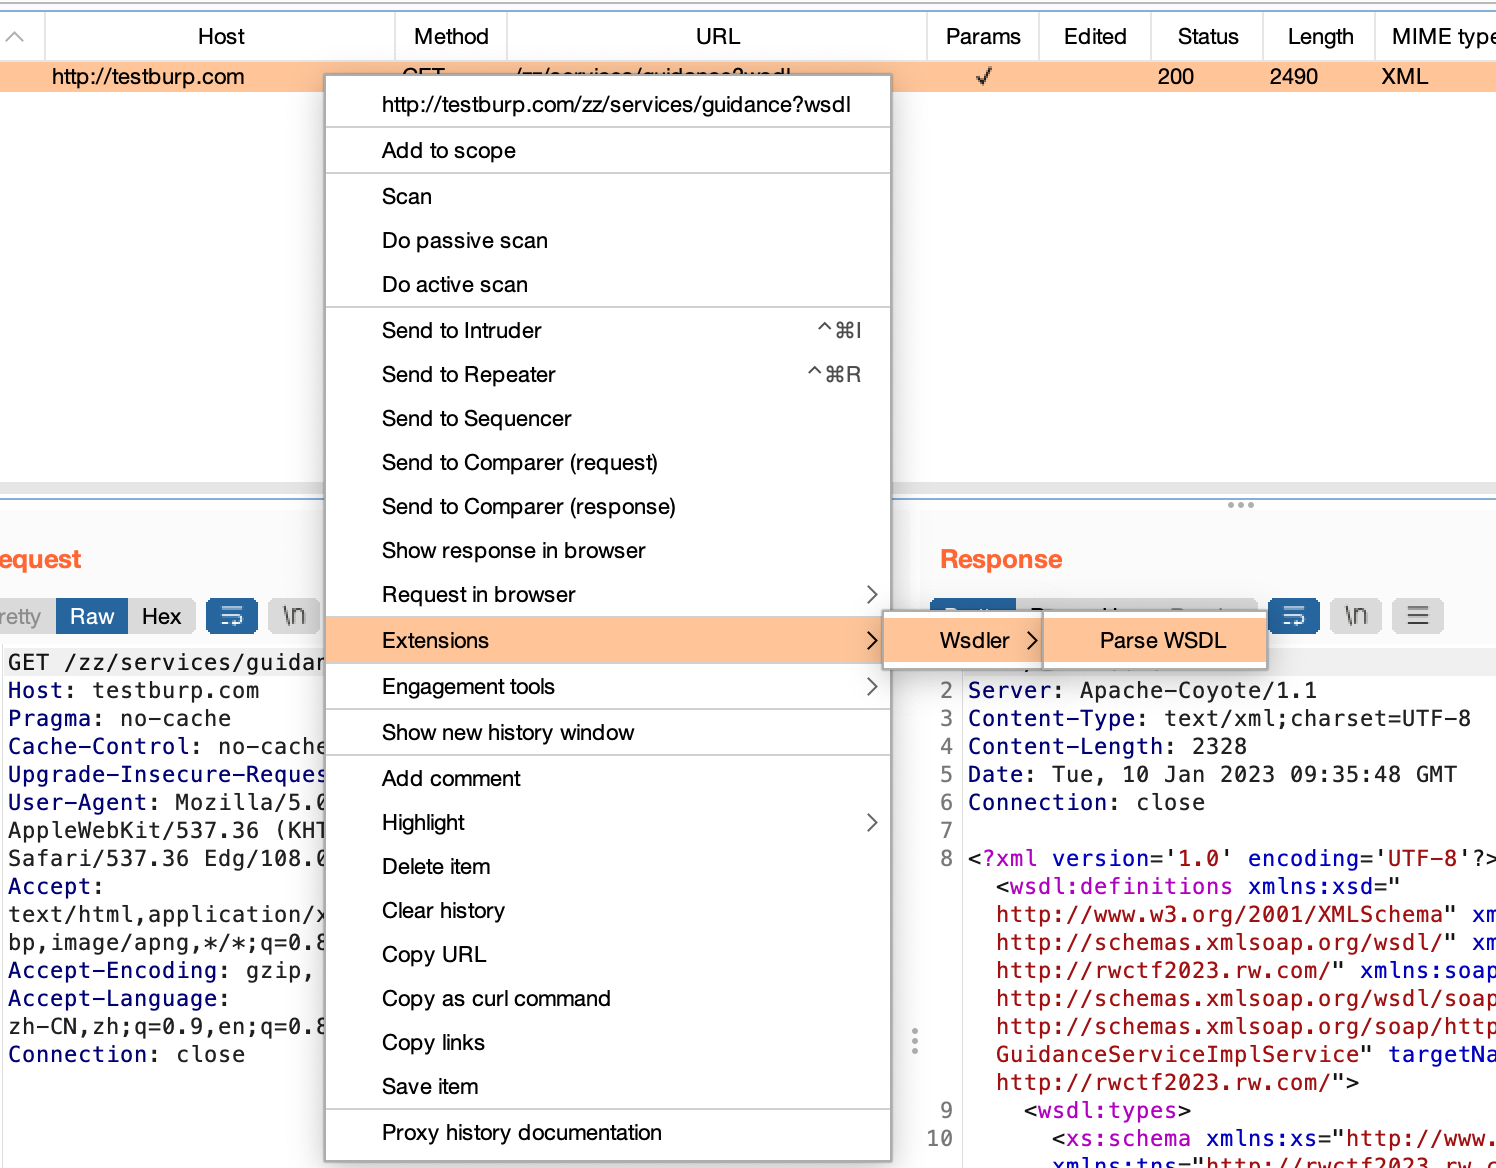 Host Method URL Params Edited Status Length MIME type
http://testburp.com GET /zz/services/guidance?wsdl ✓ 200 2490 XML
http://testburp.com/zz/services/guidance?wsdl
Add to scope
Scan
Do passive scan
Do active scan
Send to Intruder ^⌘I
Send to Repeater ^⌘R
Send to Sequencer
Send to Comparer (request)
Send to Comparer (response)
Show response in browser
Request in browser
Extensions
Wsdler
Parse WSDL
Engagement tools
Show new history window
Add comment
Highlight
Delete item
Clear history
Copy URL
Copy as curl command
Copy links
Save item
Proxy history documentation
equest
retty Raw Hex \n
GET /zz/services/guidan
Host: testburp.com
Pragma: no-cache
Cache-Control: no-cache
Upgrade-Insecure-Reques
User-Agent: Mozilla/5.0
AppleWebKit/537.36 (KHT
Safari/537.36 Edg/108.0
Accept:
text/html,application/x
bp,image/apng,*/*;q=0.8
Accept-Encoding: gzip,
Accept-Language:
zh-CN,zh;q=0.9,en;q=0.8
Connection: close
Response
\n
2 Server: Apache-Coyote/1.1
3 Content-Type: text/xml;charset=UTF-8
4 Content-Length: 2328
5 Date: Tue, 10 Jan 2023 09:35:48 GMT
6 Connection: close
7
8 <?xml version='1.0' encoding='UTF-8'?>
<wsdl:definitions xmlns:xsd="
http://www.w3.org/2001/XMLSchema" xm
http://schemas.xmlsoap.org/wsdl/" xm
http://rwctf2023.rw.com/" xmlns:soap
http://schemas.xmlsoap.org/wsdl/soap
http://schemas.xmlsoap.org/soap/http
GuidanceServiceImplService" targetNa
http://rwctf2023.rw.com/">
9 <wsdl:types>
10 <xs:schema xmlns:xs="http://www.
xmlns:tns="http://rwctf2023.rw.c